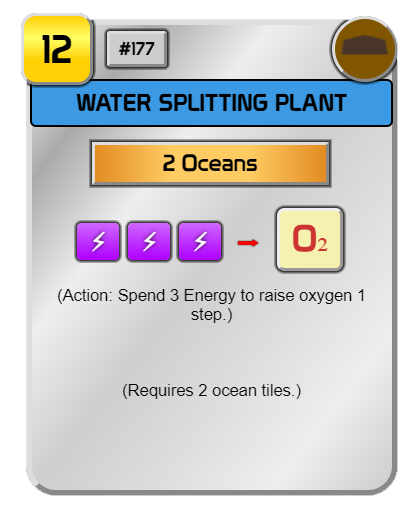 12
#177
WATER SPLITTING PLANT
2 Oceans
O2
(Action: Spend 3 Energy to raise oxygen 1
step.)
(Requires 2 ocean tiles.)